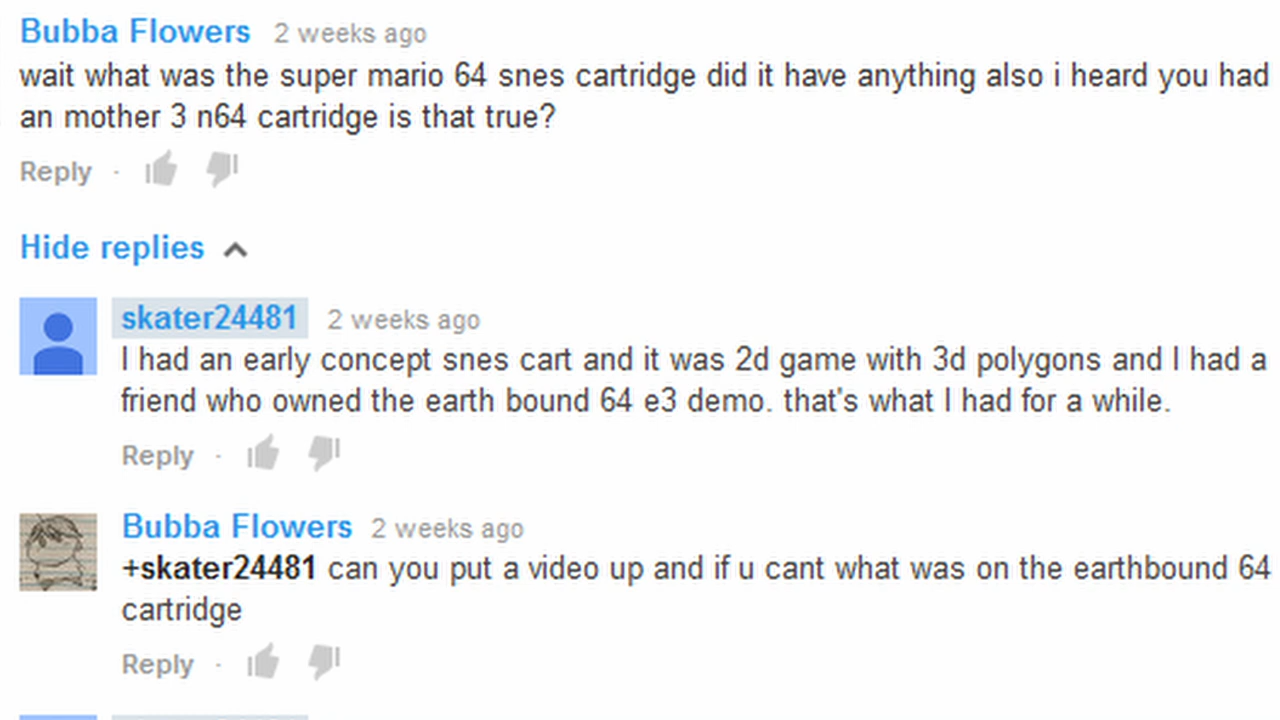 Bubba Flowers 2 weeks ago
wait what was the super mario 64 snes cartridge did it have anything also i heard you had
an mother 3 n64 cartridge is that true?
Reply ·
Hide replies
skater24481 2 weeks ago
I had an early concept snes cart and it was 2d game with 3d polygons and I had a
friend who owned the earth bound 64 e3 demo. that's what I had for a while.
Reply ·
Bubba Flowers 2 weeks ago
+skater24481 can you put a video up and if u cant what was on the earthbound 64
cartridge
Reply ·